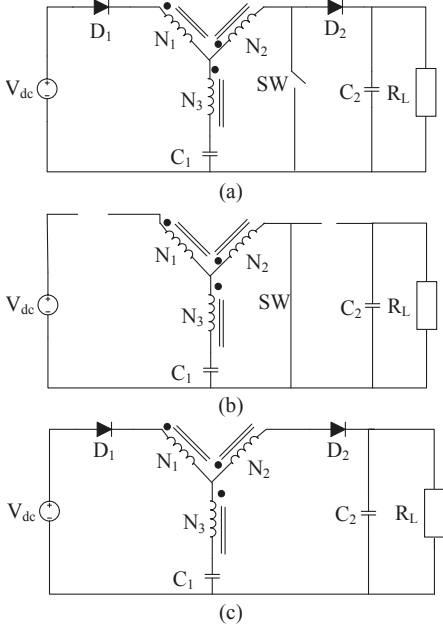 D₁ N₁ N₂ D₂
V_dc N₃ SW C₂ R_L
C₁
(a)
N₁ N₂
V_dc N₃ SW C₂ R_L
C₁
(b)
D₁ N₁ N₂ D₂
V_dc N₃ C₂ R_L
C₁
(c)